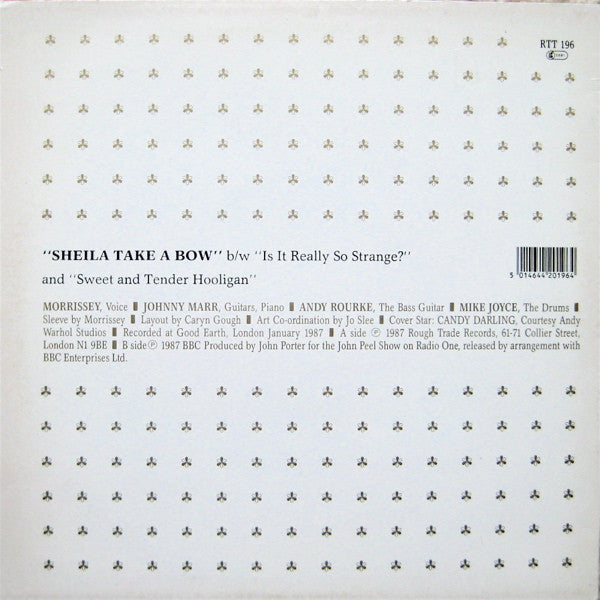 RTT 196
"SHEILA TAKE A BOW" b/w "Is It Really So Strange?"
and "Sweet and Tender Hooligan"
5 014644 201964
MORRISSEY, Voice ▮ JOHNNY MARR, Guitars, Piano ▮ ANDY ROURKE, The Bass Guitar ▮ MIKE JOYCE, The Drums ▮
Sleeve by Morrissey ▮ Layout by Caryn Gough ▮ Art Co-ordination by Jo Slee ▮ Cover Star: CANDY DARLING, Courtesy Andy
Warhol Studios ▮ Recorded at Good Earth, London January 1987 ▮ A side ℗ 1987 Rough Trade Records, 61-71 Collier Street,
London N1 9BE ▮ B side ℗ 1987 BBC Produced by John Porter for the John Peel Show on Radio One, released by arrangement with
BBC Enterprises Ltd.